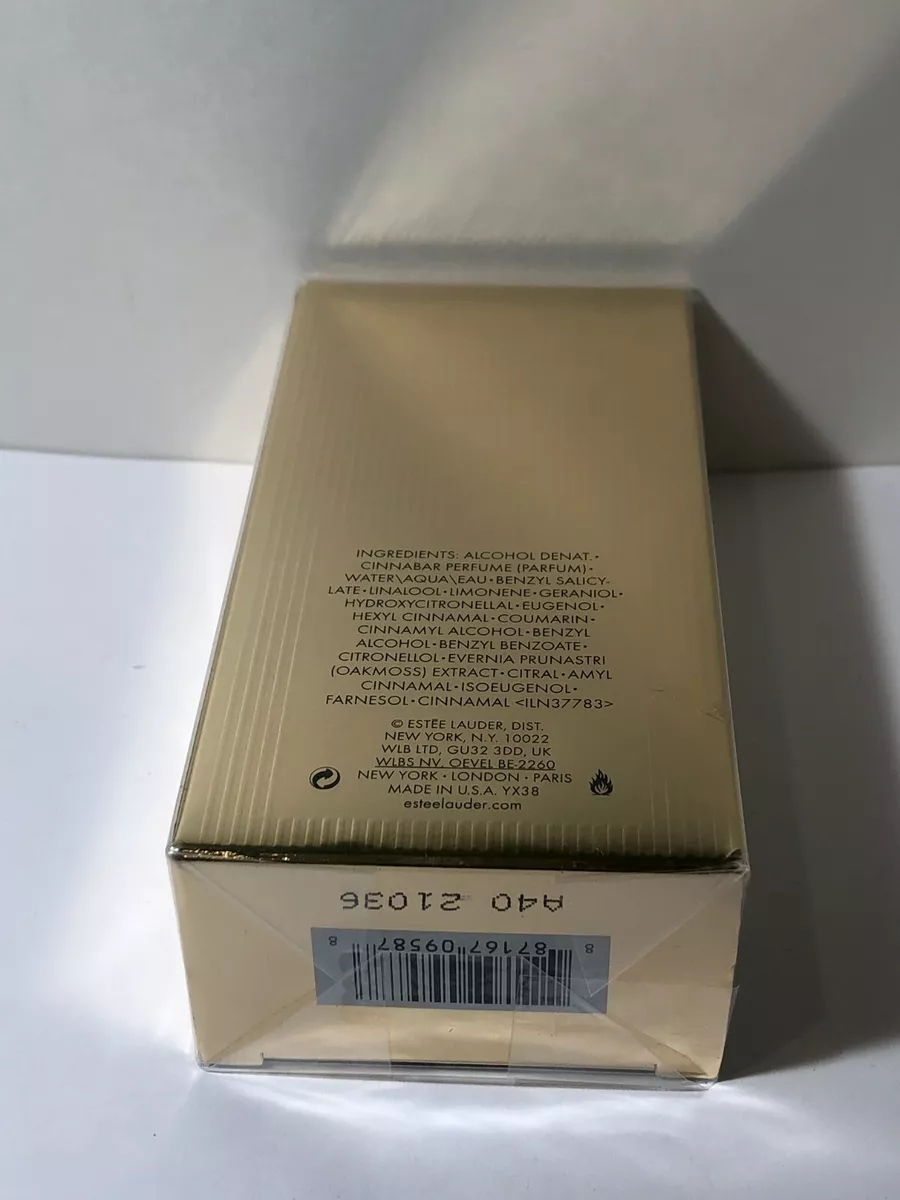 INGREDIENTS: ALCOHOL DENAT.•
CINNABAR PERFUME (PARFUM)•
WATER\AQUA\EAU•BENZYL SALICY-
LATE•LINALOOL•LIMONENE•GERANIOL•
HYDROXYCITRONELLAL•EUGENOL•
HEXYL CINNAMAL•COUMARIN•
CINNAMYL ALCOHOL•BENZYL
ALCOHOL•BENZYL BENZOATE•
CITRONELLOL•EVERNIA PRUNASTRI
(OAKMOSS) EXTRACT•CITRAL•AMYL
CINNAMAL•ISOEUGENOL•
FARNESOL•CINNAMAL <ILN37783>
© ESTĒE LAUDER, DIST.
NEW YORK, N.Y. 10022
WLB LTD, GU32 3DD, UK
WLBS NV. OEVEL BE-2260
NEW YORK • LONDON • PARIS
MADE IN U.S.A. YX38
esteelauder.com
A40 21036
8 87167 09587 8